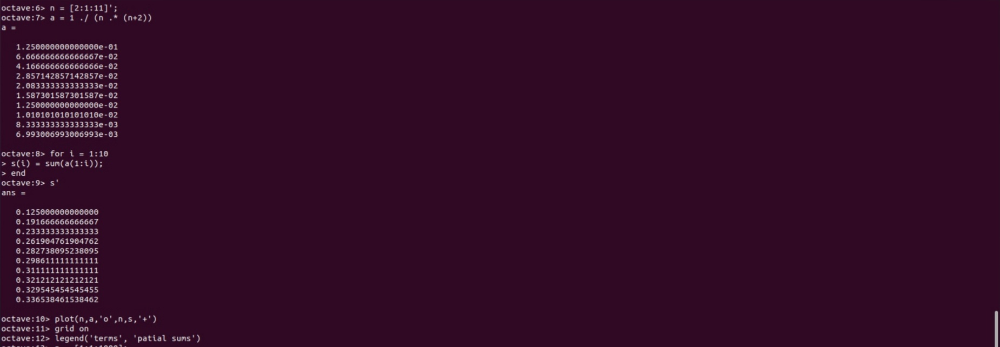 octave:6> n = [2:1:11]';
octave:7> a = 1 ./ (n .* (n+2))
a =
1.250000000000000e-01
6.666666666666667e-02
4.166666666666666e-02
2.857142857142857e-02
2.083333333333333e-02
1.587301587301587e-02
1.250000000000000e-02
1.010101010101010e-02
8.333333333333333e-03
6.993006993006993e-03
octave:8> for i = 1:10
> s(i) = sum(a(1:i));
> end
octave:9> s'
ans =
0.125000000000000
0.191666666666667
0.233333333333333
0.261904761904762
0.282738095238095
0.298611111111111
0.311111111111111
0.321212121212121
0.329545454545455
0.336538461538462
octave:10> plot(n,a,'o',n,s,'+')
octave:11> grid on
octave:12> legend('terms', 'patial sums')